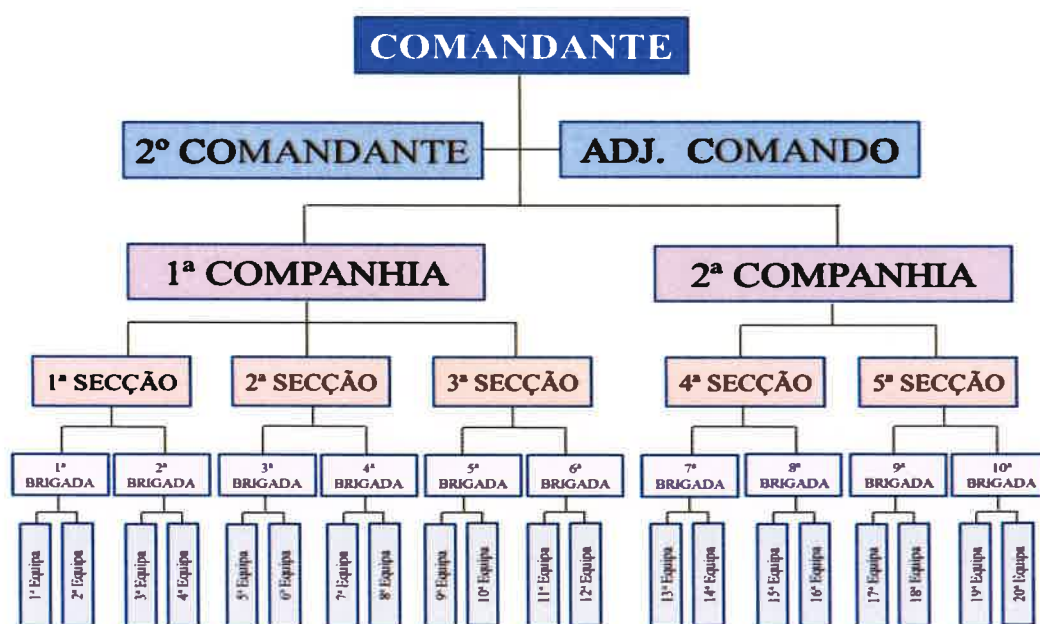 COMANDANTE
2º COMANDANTE
ADJ. COMANDO
1ª COMPANHIA
2ª COMPANHIA
1ª SECÇÃO
2ª SECÇÃO
3ª SECÇÃO
4ª SECÇÃO
5ª SECÇÃO
1ª
BRIGADA
2ª
BRIGADA
3ª
BRIGADA
4ª
BRIGADA
5ª
BRIGADA
6ª
BRIGADA
7ª
BRIGADA
8ª
BRIGADA
9ª
BRIGADA
10ª
BRIGADA
1ª Equipa
2ª Equipa
3ª Equipa
4ª Equipa
5ª Equipa
6ª Equipa
7ª Equipa
8ª Equipa
9ª Equipa
10ª Equipa
11ª Equipa
12ª Equipa
13ª Equipa
14ª Equipa
15ª Equipa
16ª Equipa
17ª Equipa
18ª Equipa
19ª Equipa
20ª Equipa